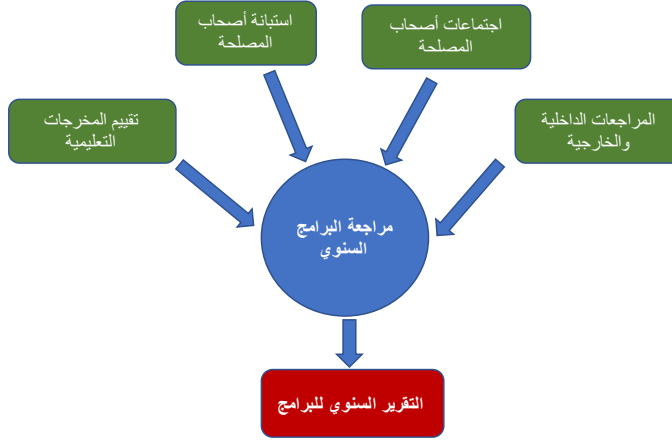 اجتماعات أصحاب
المصلحة
استبانة أصحاب
المصلحة
المراجعات الداخلية
والخارجية
تقييم المخرجات
التعليمية
مراجعة البرامج
السنوي
التقرير السنوي للبرامج